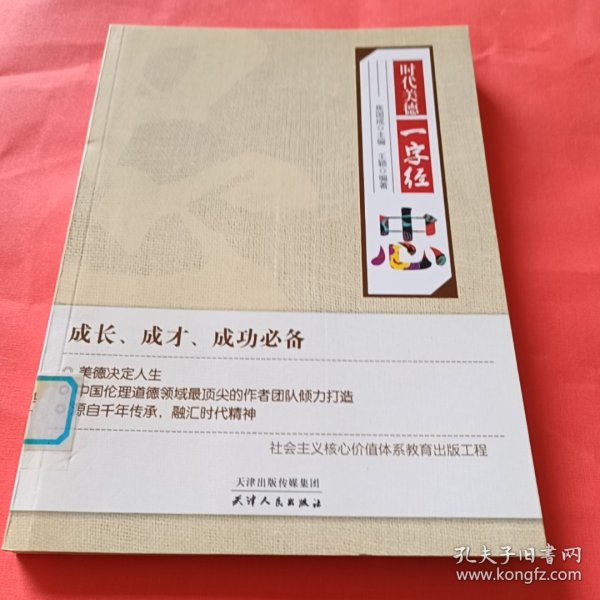 时代美德
一字经
焦国成◎主编 王颖◎编著
忠
成长、成才、成功必备
◎ 美德决定人生
中国伦理道德领域最顶尖的作者团队倾力打造
源自千年传承，融汇时代精神
社会主义核心价值体系教育出版工程
天津出版传媒集团
天津人民出版社
孔夫子旧书网
www.kongfz.com